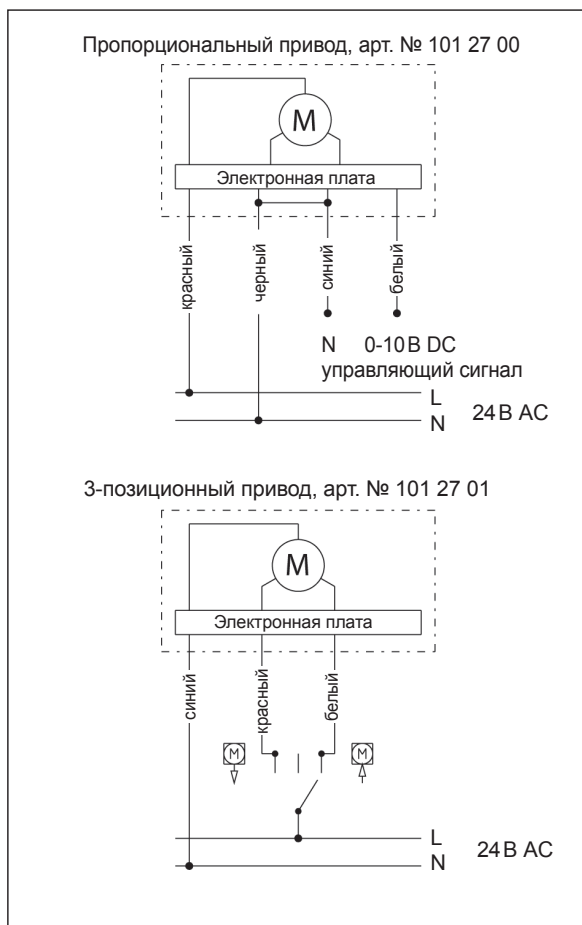 Пропорциональный привод, арт. № 101 27 00
M
Электронная плата
красный
черный
синий
белый
N 0-10 В DC
управляющий сигнал
L
24 В AC
N
3-позиционный привод, арт. № 101 27 01
M
Электронная плата
синий
красный
белый
M
M
L
24 В AC
N